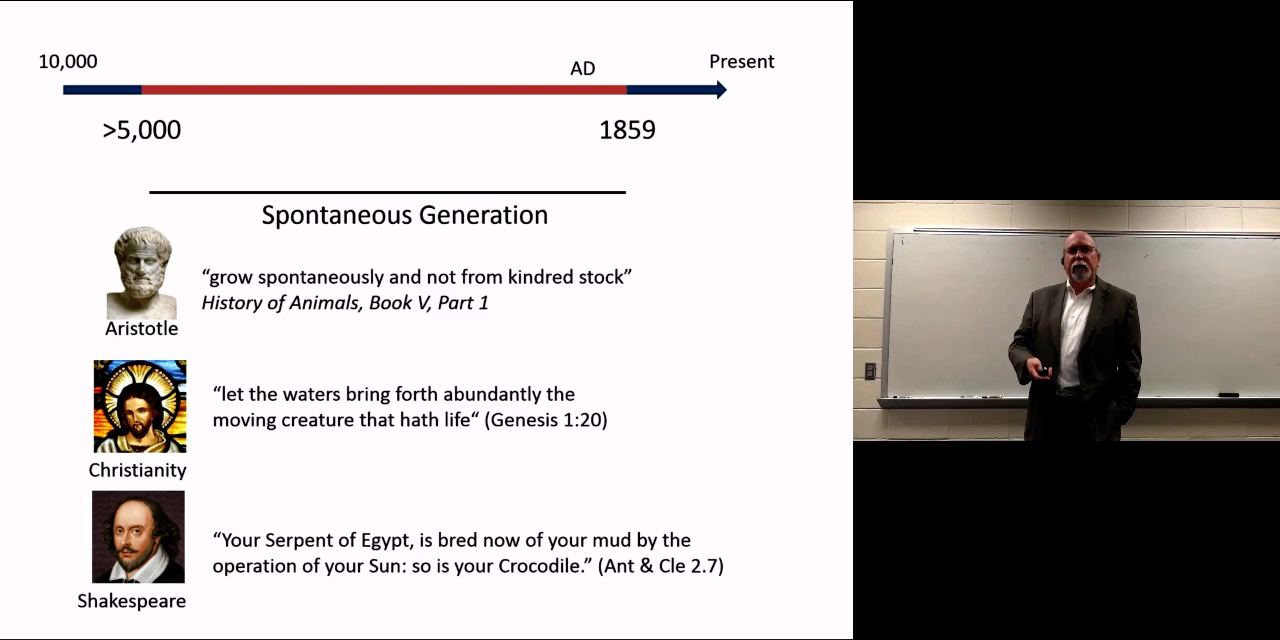 10,000
AD
Present
>5,000
1859
Spontaneous Generation
“grow spontaneously and not from kindred stock”
History of Animals, Book V, Part 1
Aristotle
“let the waters bring forth abundantly the
moving creature that hath life“ (Genesis 1:20)
Christianity
“Your Serpent of Egypt, is bred now of your mud by the
operation of your Sun: so is your Crocodile.” (Ant & Cle 2.7)
Shakespeare